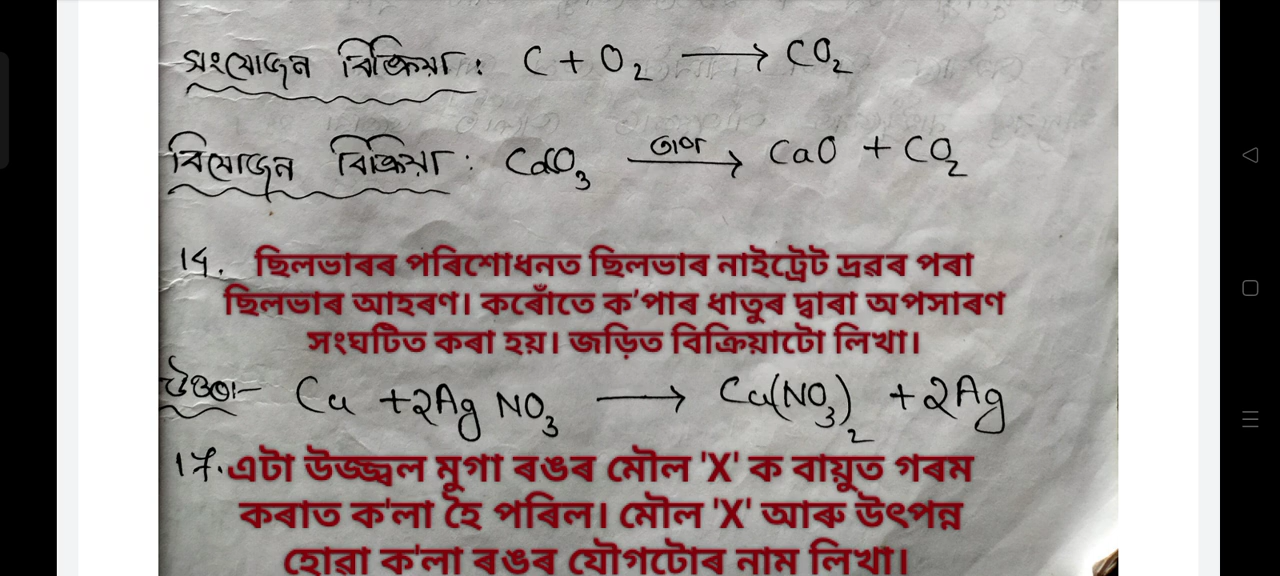 সংযোজন বিক্ৰিয়া: C + O₂ ⟶ CO₂
বিযোজন বিক্ৰিয়া: CaCO₃ —তাপ→ CaO + CO₂
14. ছিলভাৰৰ পৰিশোধনত ছিলভাৰ নাইট্ৰেট দ্ৰৱৰ পৰা
ছিলভাৰ আহৰণ। কৰোঁতে ক'পাৰ ধাতুৰ দ্বাৰা অপসাৰণ
সংঘটিত কৰা হয়। জড়িত বিক্ৰিয়াটো লিখা।
উত্তৰঃ- Cu + 2AgNO₃ ⟶ Cu(NO₃)₂ + 2Ag
17. এটা উজ্জ্বল মুগা ৰঙৰ মৌল 'X' ক বায়ুত গৰম
কৰাত ক'লা হৈ পৰিল। মৌল 'X' আৰু উৎপন্ন
হোৱা ক'লা ৰঙৰ যৌগটোৰ নাম লিখা।